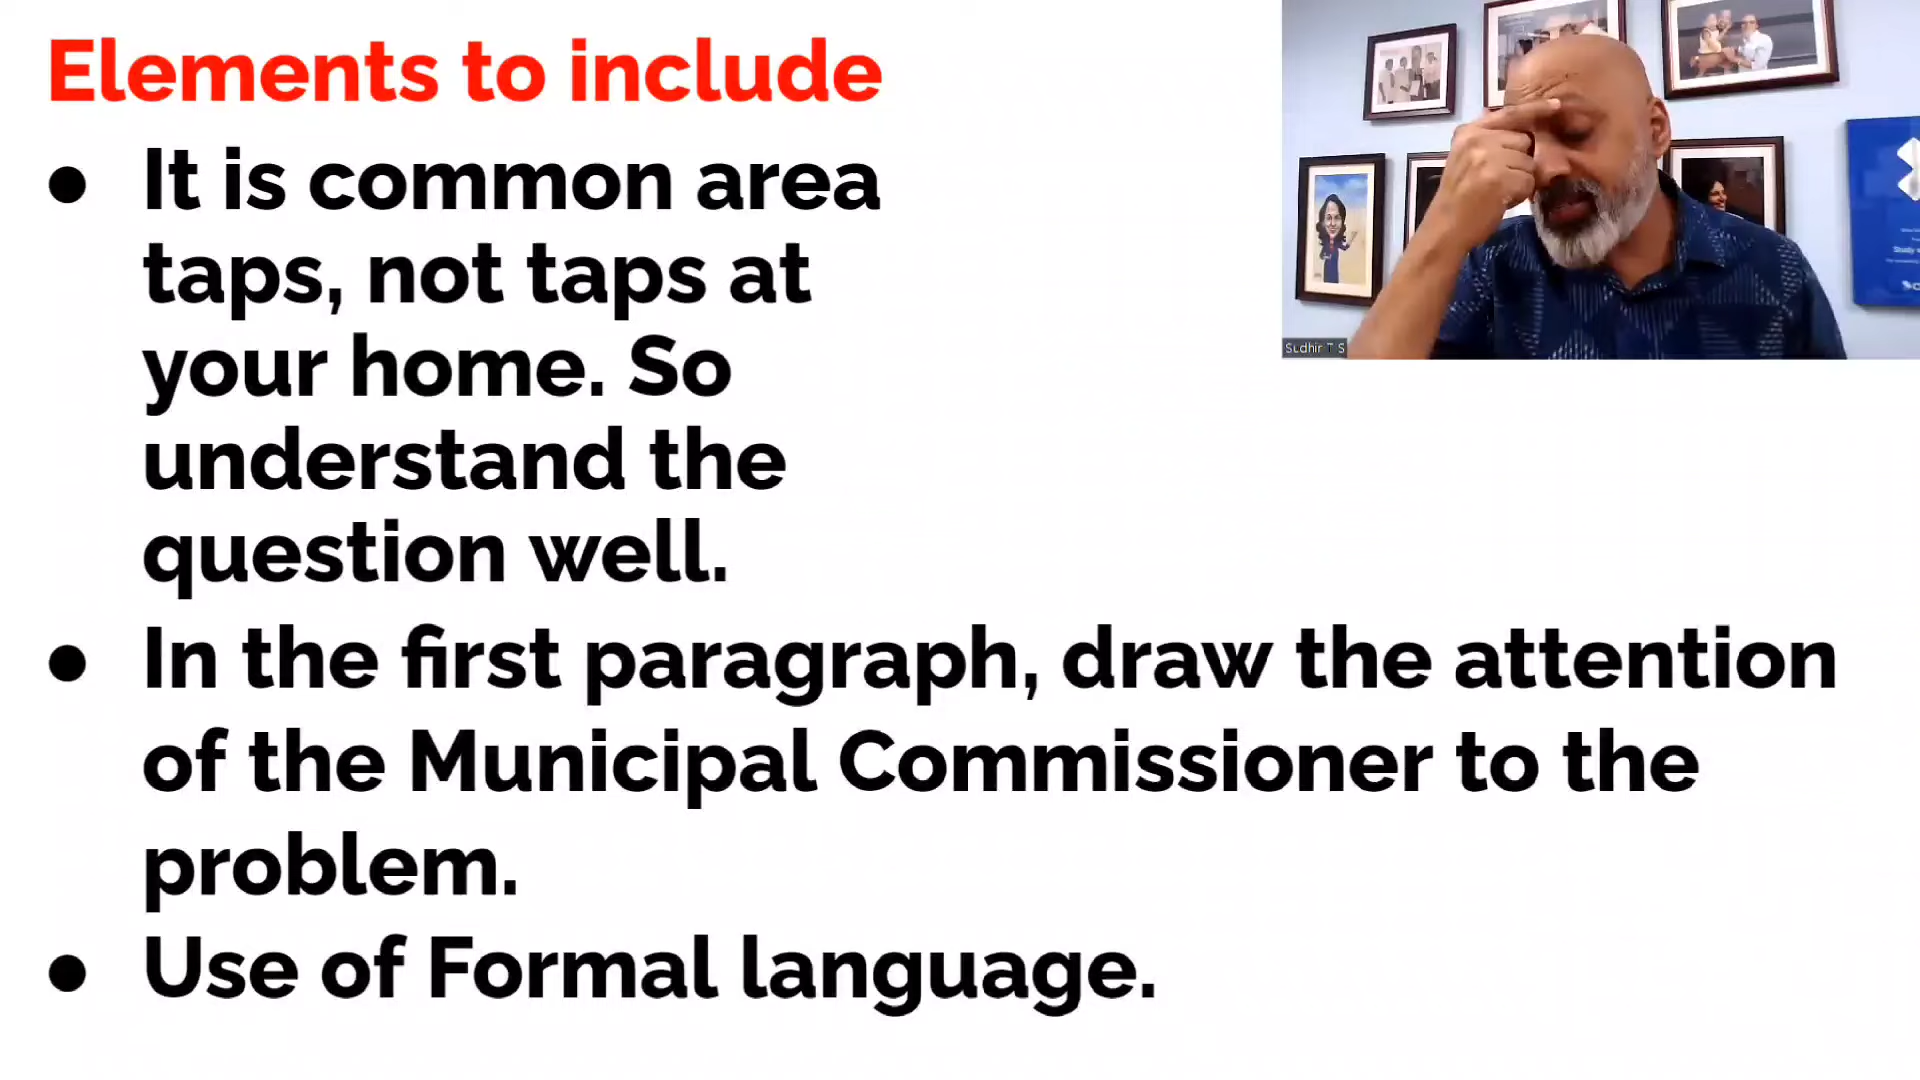 Elements to include
● It is common area
taps, not taps at
your home. So
understand the
question well.
● In the first paragraph, draw the attention
of the Municipal Commissioner to the
problem.
● Use of Formal language.
Sudhir T S